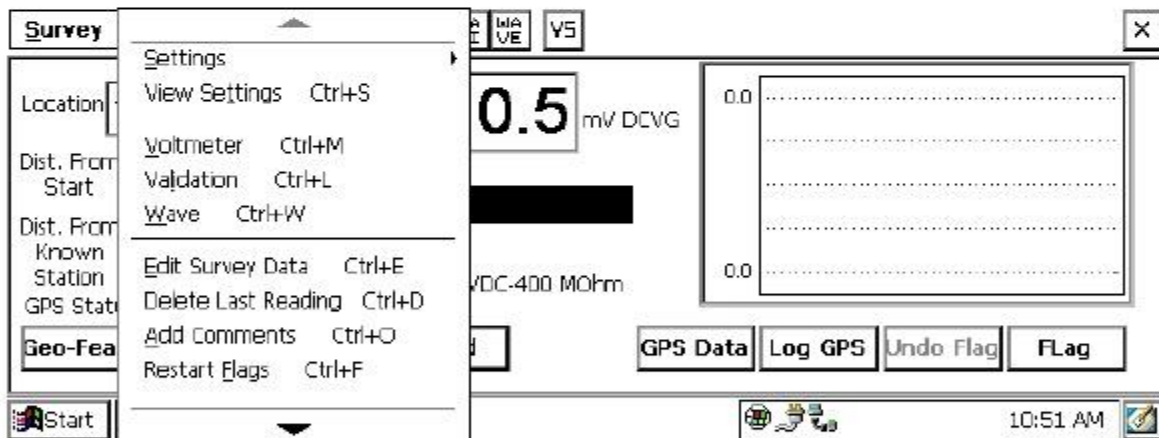 Survey
WA VE
VS
Settings
View Settings Ctrl+S
Voltmeter Ctrl+M
Validation Ctrl+L
Wave Ctrl+W
Edit Survey Data Ctrl+E
Delete Last Reading Ctrl+D
Add Comments Ctrl+O
Restart Flags Ctrl+F
Location
Dist. From
Start
Dist. From
Known
Station
GPS Stat
Geo-Fea
0.5 mV DCVG
VDC-400 MOhm
0.0
0.0
GPS Data
Log GPS
Undo Flag
FLag
Start
10:51 AM